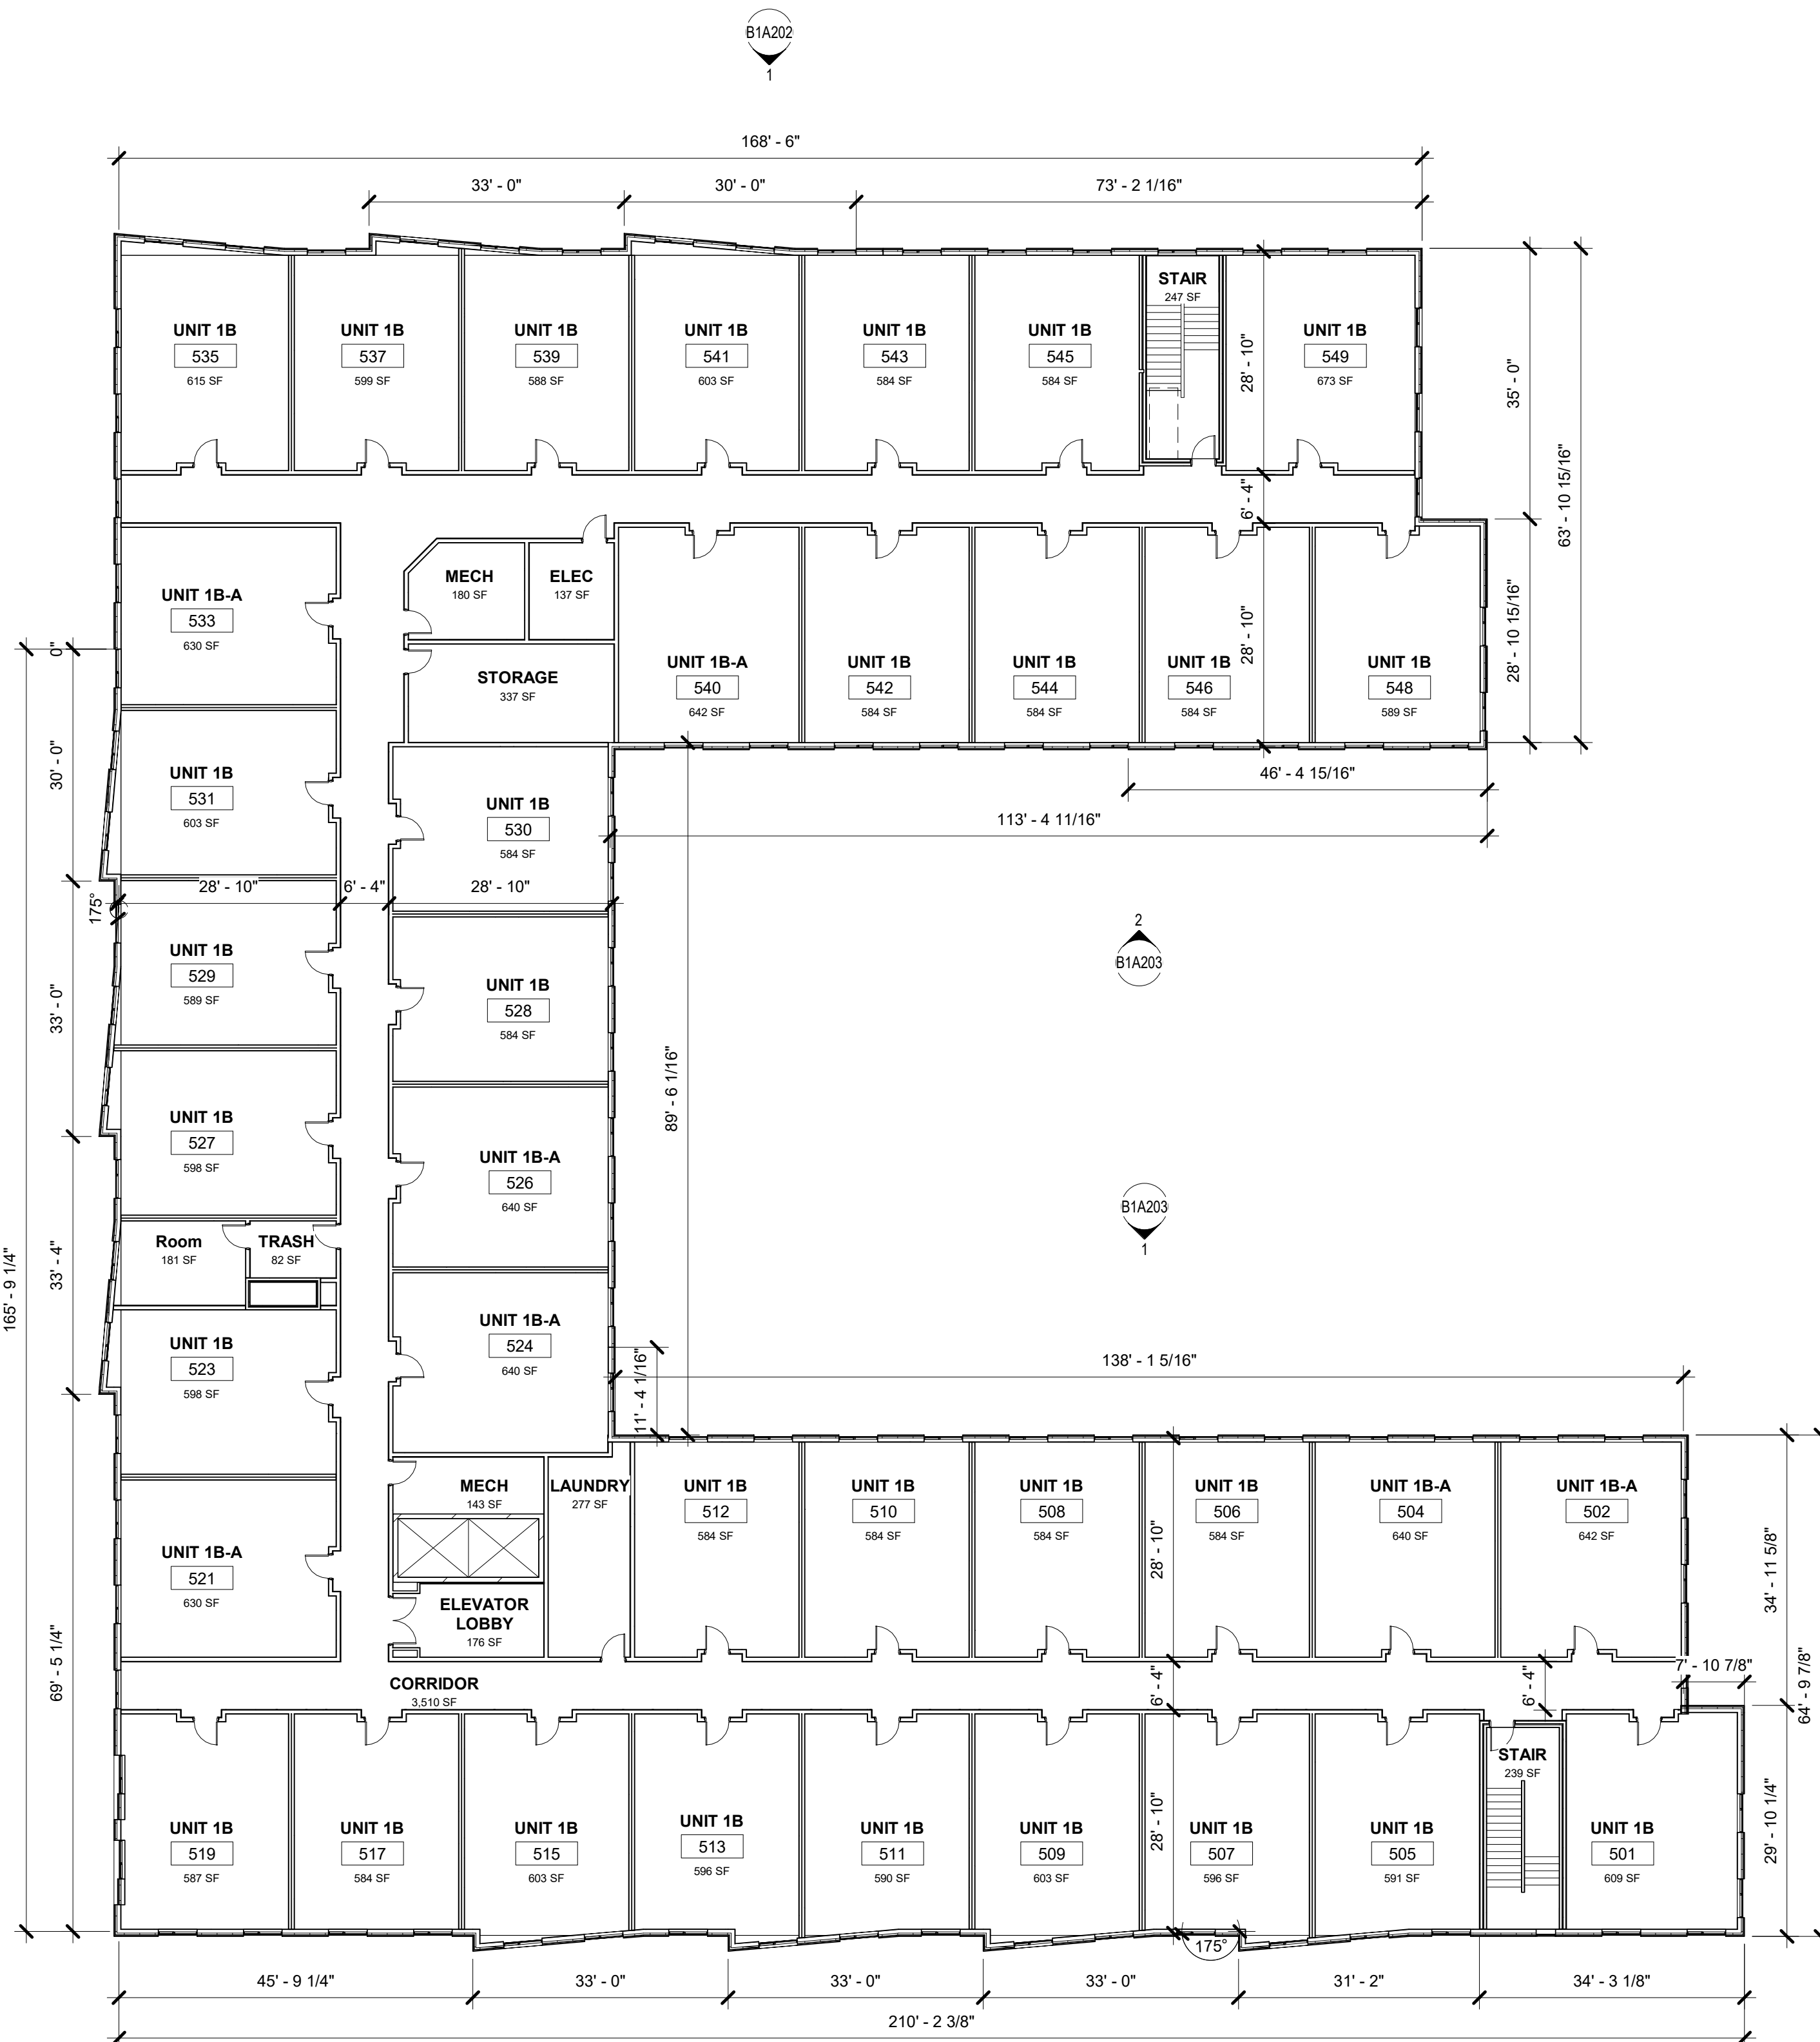 B1A202
1
168' - 6"
33' - 0"
30' - 0"
73' - 2 1/16"
STAIR
247 SF
UNIT 1B
535
615 SF
UNIT 1B
537
599 SF
UNIT 1B
539
588 SF
UNIT 1B
541
603 SF
UNIT 1B
543
584 SF
UNIT 1B
545
584 SF
UNIT 1B
549
673 SF
28' - 10"
35' - 0"
63' - 10 15/16"
6' - 4"
28' - 10"
28' - 10 15/16"
UNIT 1B-A
533
630 SF
MECH
180 SF
ELEC
137 SF
STORAGE
337 SF
UNIT 1B-A
540
642 SF
UNIT 1B
542
584 SF
UNIT 1B
544
584 SF
UNIT 1B
546
584 SF
UNIT 1B
548
589 SF
0"
30' - 0"
UNIT 1B
531
603 SF
UNIT 1B
530
584 SF
46' - 4 15/16"
113' - 4 11/16"
28' - 10"
6' - 4"
28' - 10"
175°
2
B1A203
UNIT 1B
529
589 SF
UNIT 1B
528
584 SF
33' - 0"
89' - 6 1/16"
UNIT 1B
527
598 SF
UNIT 1B-A
526
640 SF
B1A203
1
Room
181 SF
TRASH
82 SF
33' - 4"
165' - 9 1/4"
UNIT 1B
523
598 SF
UNIT 1B-A
524
640 SF
11' - 4 1/16"
138' - 1 5/16"
MECH
143 SF
LAUNDRY
277 SF
UNIT 1B
512
584 SF
UNIT 1B
510
584 SF
UNIT 1B
508
584 SF
UNIT 1B
506
584 SF
UNIT 1B-A
504
640 SF
UNIT 1B-A
502
642 SF
28' - 10"
34' - 11 5/8"
UNIT 1B-A
521
630 SF
ELEVATOR
LOBBY
176 SF
69' - 5 1/4"
CORRIDOR
3,510 SF
6' - 4"
6' - 4"
7' - 10 7/8"
64' - 9 7/8"
STAIR
239 SF
UNIT 1B
519
587 SF
UNIT 1B
517
584 SF
UNIT 1B
515
603 SF
UNIT 1B
513
596 SF
UNIT 1B
511
590 SF
UNIT 1B
509
603 SF
28' - 10"
UNIT 1B
507
596 SF
UNIT 1B
505
591 SF
UNIT 1B
501
609 SF
29' - 10 1/4"
175°
45' - 9 1/4"
33' - 0"
33' - 0"
33' - 0"
31' - 2"
34' - 3 1/8"
210' - 2 3/8"